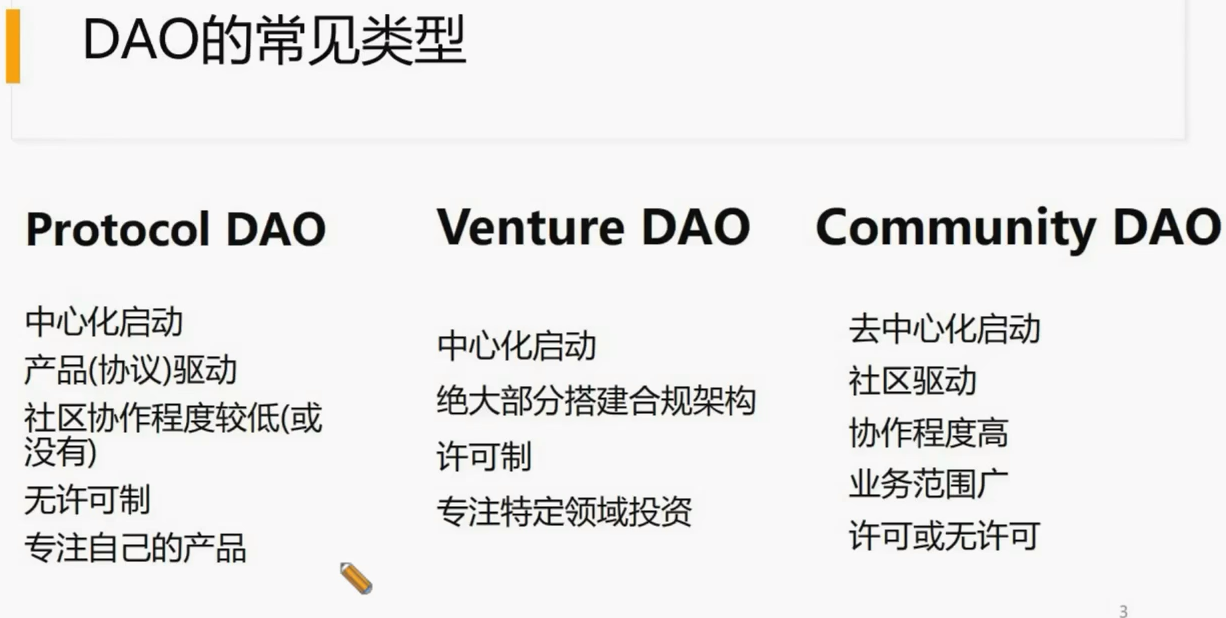 DAO的常见类型
Protocol DAO
中心化启动
产品(协议)驱动
社区协作程度较低(或
没有)
无许可制
专注自己的产品
Venture DAO
中心化启动
绝大部分搭建合规架构
许可制
专注特定领域投资
Community DAO
去中心化启动
社区驱动
协作程度高
业务范围广
许可或无许可
3